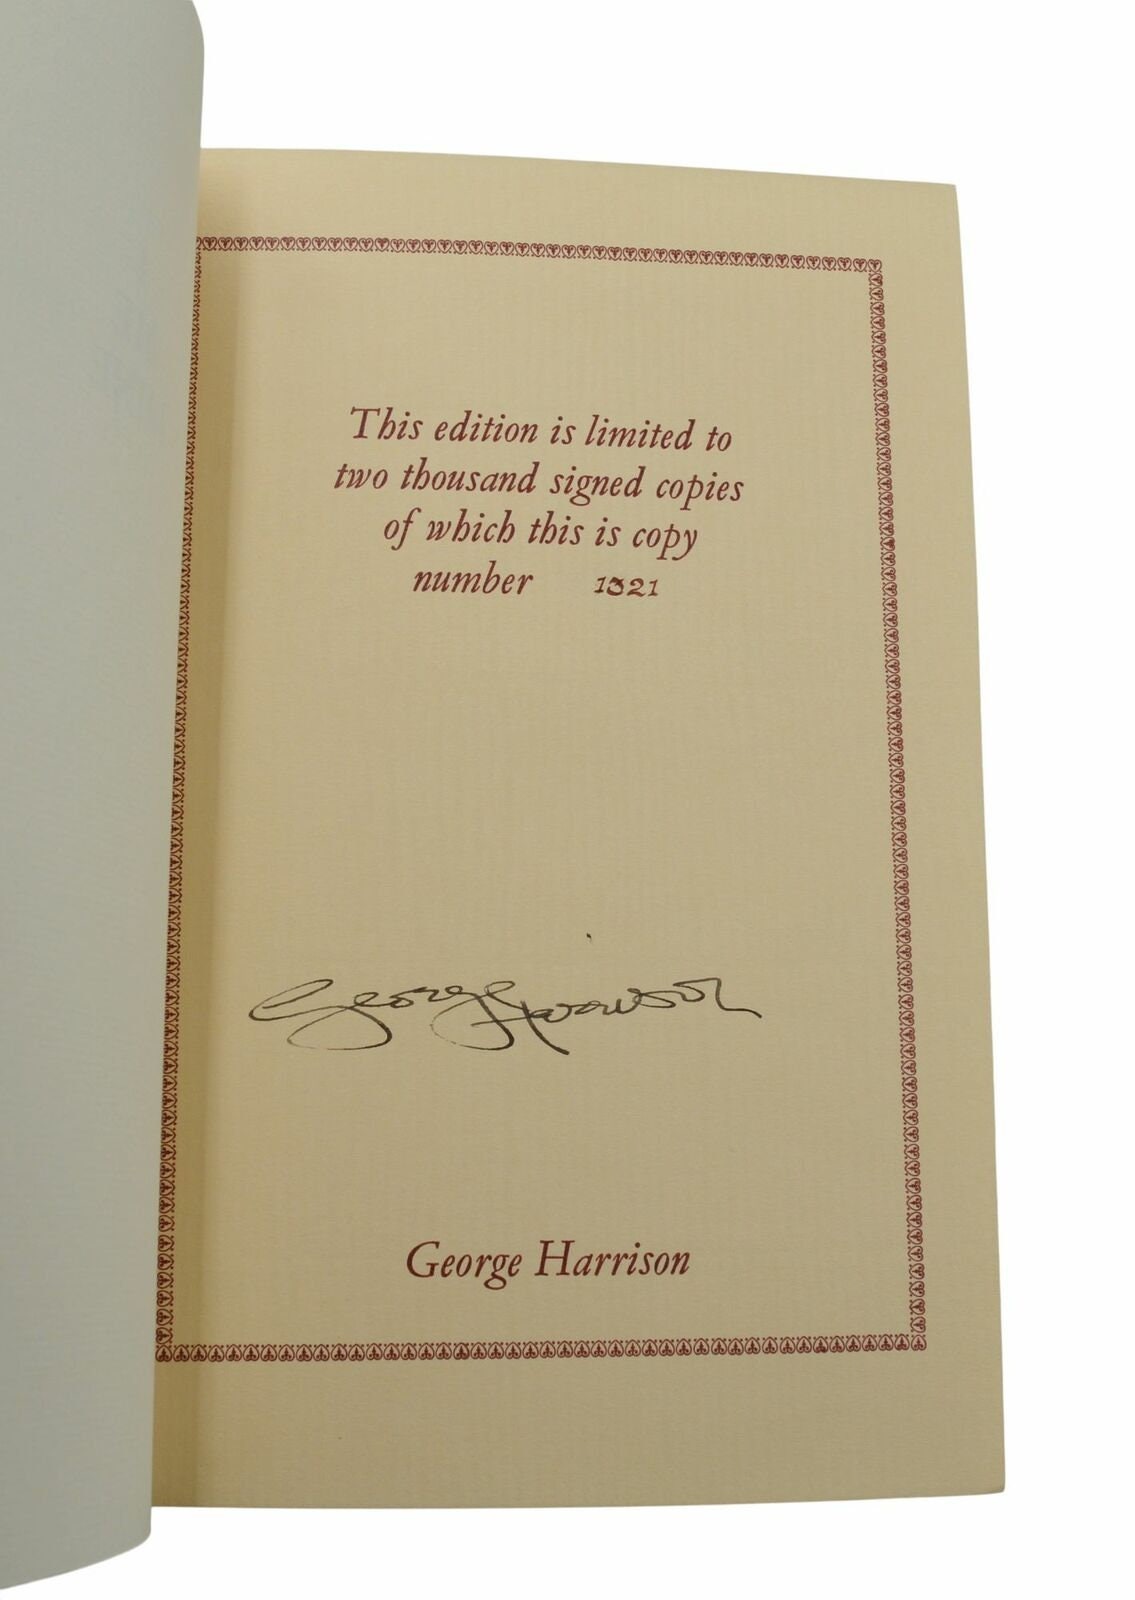 This edition is limited to
two thousand signed copies
of which this is copy
number 1321
George Harrison
George Harrison